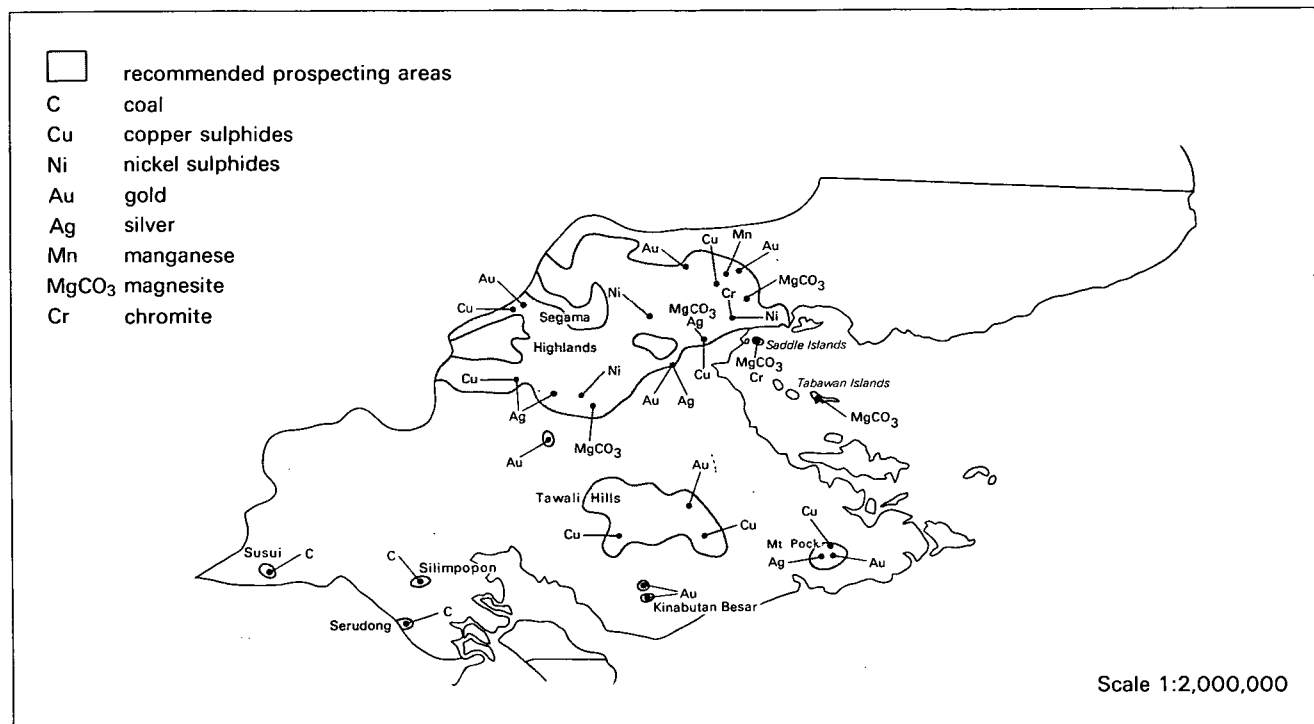 recommended prospecting areas
C coal
Cu copper sulphides
Ni nickel sulphides
Au gold
Ag silver
Mn manganese
MgCO₃ magnesite
Cr chromite
Cu
Mn
Au
Au
MgCO₃
Au
Ni
Cr
Cu
Segama
MgCO₃
Ag
Ni
Highlands
Saddle Islands
MgCO₃
Cu
Cu
Ni
Cr
Tabawan Islands
Ag
Au
Ag
MgCO₃
MgCO₃
Au
Au
Tawali Hills
Cu
Cu
Cu
Mt Pock
Susui
C
C
Silimpopon
Ag
Au
Au
Kinabutan Besar
C
Serudong
Scale 1:2,000,000